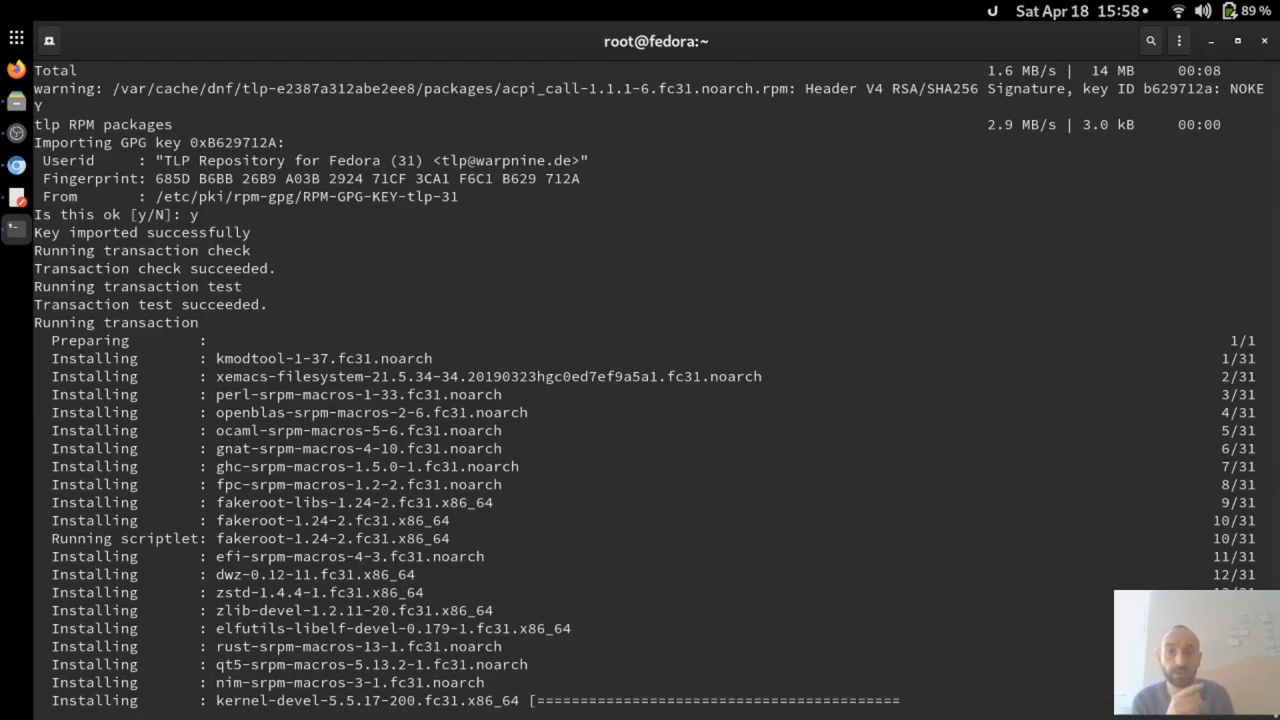 Sat Apr 18 15:58 89 %
root@fedora:~
Total 1.6 MB/s | 14 MB 00:08
warning: /var/cache/dnf/tlp-e2387a312abe2ee8/packages/acpi_call-1.1.1-6.fc31.noarch.rpm: Header V4 RSA/SHA256 Signature, key ID b629712a: NOKE
Y
tlp RPM packages 2.9 MB/s | 3.0 kB 00:00
Importing GPG key 0xB629712A:
Userid : "TLP Repository for Fedora (31) <tlp@warpnine.de>"
Fingerprint: 685D B6BB 26B9 A03B 2924 71CF 3CA1 F6C1 B629 712A
From : /etc/pki/rpm-gpg/RPM-GPG-KEY-tlp-31
Is this ok [y/N]: y
Key imported successfully
Running transaction check
Transaction check succeeded.
Running transaction test
Transaction test succeeded.
Running transaction
Preparing : 1/1
Installing : kmodtool-1-37.fc31.noarch 1/31
Installing : xemacs-filesystem-21.5.34-34.20190323hgc0ed7ef9a5a1.fc31.noarch 2/31
Installing : perl-srpm-macros-1-33.fc31.noarch 3/31
Installing : openblas-srpm-macros-2-6.fc31.noarch 4/31
Installing : ocaml-srpm-macros-5-6.fc31.noarch 5/31
Installing : gnat-srpm-macros-4-10.fc31.noarch 6/31
Installing : ghc-srpm-macros-1.5.0-1.fc31.noarch 7/31
Installing : fpc-srpm-macros-1.2-2.fc31.noarch 8/31
Installing : fakeroot-libs-1.24-2.fc31.x86_64 9/31
Installing : fakeroot-1.24-2.fc31.x86_64 10/31
Running scriptlet: fakeroot-1.24-2.fc31.x86_64 10/31
Installing : efi-srpm-macros-4-3.fc31.noarch 11/31
Installing : dwz-0.12-11.fc31.x86_64 12/31
Installing : zstd-1.4.4-1.fc31.x86_64
Installing : zlib-devel-1.2.11-20.fc31.x86_64
Installing : elfutils-libelf-devel-0.179-1.fc31.x86_64
Installing : rust-srpm-macros-13-1.fc31.noarch
Installing : qt5-srpm-macros-5.13.2-1.fc31.noarch
Installing : nim-srpm-macros-3-1.fc31.noarch
Installing : kernel-devel-5.5.17-200.fc31.x86_64 [==========================================